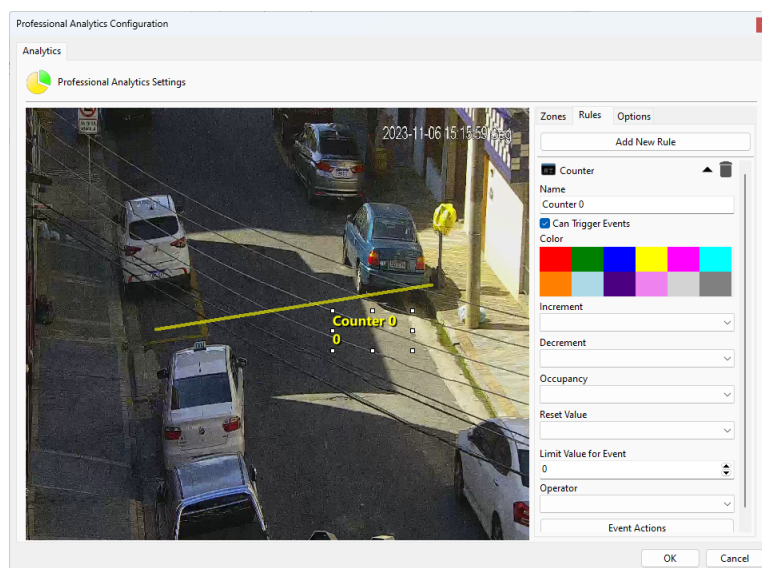 Professional Analytics Configuration
Analytics
Professional Analytics Settings
2023-11-06 15:15:59 Seg
Counter 0
0
Zones
Rules
Options
Add New Rule
Counter
Name
Counter 0
Can Trigger Events
Color
Increment
Decrement
Occupancy
Reset Value
Limit Value for Event
0
Operator
Event Actions
OK
Cancel